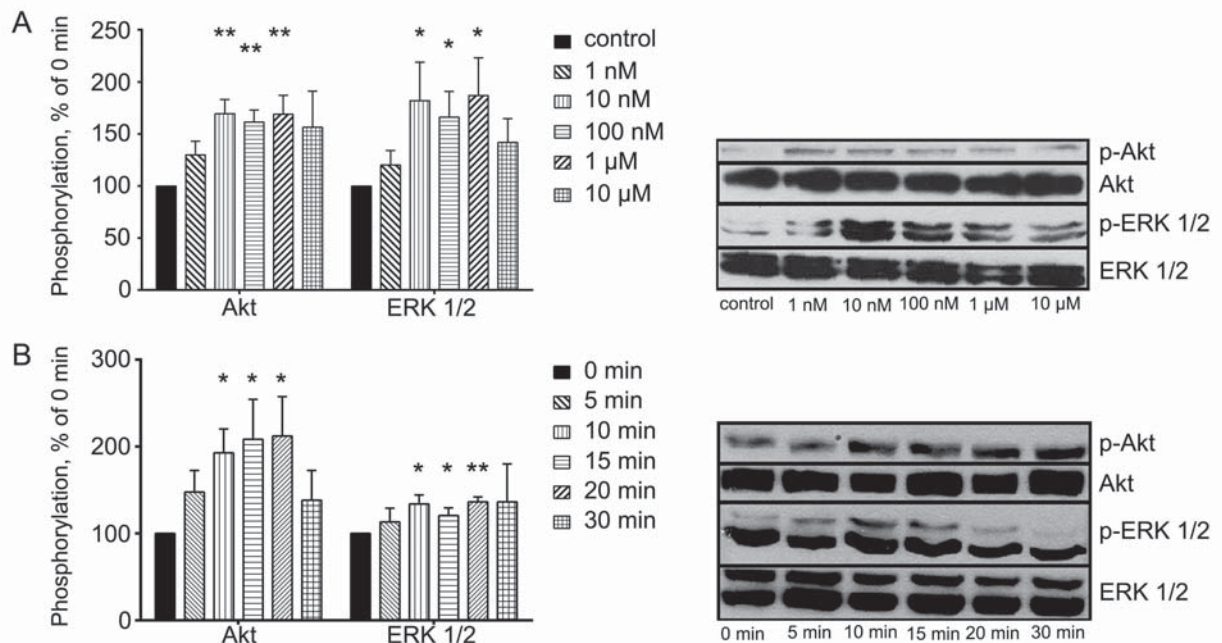 A
Phosphorylation, % of 0 min
250
200
150
100
50
0
** ** **
* * *
Akt
ERK 1/2
control
1 nM
10 nM
100 nM
1 µM
10 µM
p-Akt
Akt
p-ERK 1/2
ERK 1/2
control 1 nM 10 nM 100 nM 1 µM 10 µM
B
Phosphorylation, % of 0 min
300
200
100
0
* * *
* * **
Akt
ERK 1/2
0 min
5 min
10 min
15 min
20 min
30 min
p-Akt
Akt
p-ERK 1/2
ERK 1/2
0 min 5 min 10 min 15 min 20 min 30 min